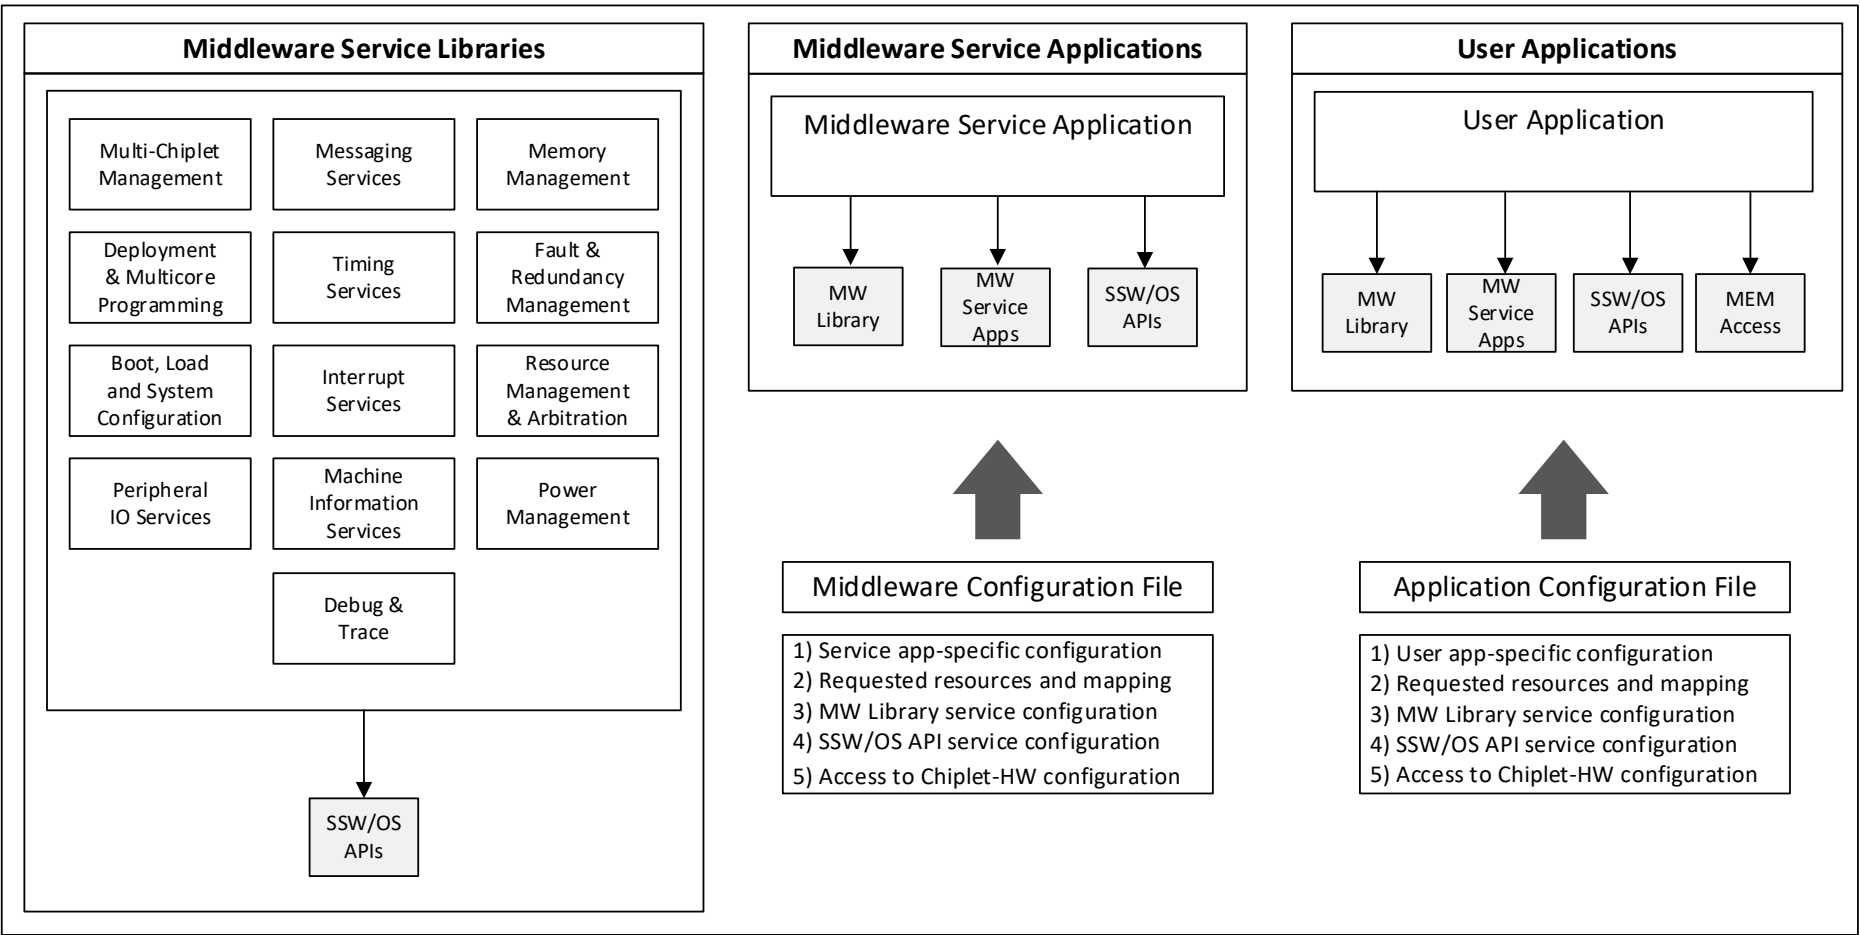 Middleware Service Libraries
Multi-Chiplet
Management
Messaging
Services
Memory
Management
Deployment
& Multicore
Programming
Timing
Services
Fault &
Redundancy
Management
Boot, Load
and System
Configuration
Interrupt
Services
Resource
Management
& Arbitration
Peripheral
IO Services
Machine
Information
Services
Power
Management
Debug &
Trace
SSW/OS
APIs
Middleware Service Applications
Middleware Service Application
MW
Library
MW
Service
Apps
SSW/OS
APIs
Middleware Configuration File
1) Service app-specific configuration
2) Requested resources and mapping
3) MW Library service configuration
4) SSW/OS API service configuration
5) Access to Chiplet-HW configuration
User Applications
User Application
MW
Library
MW
Service
Apps
SSW/OS
APIs
MEM
Access
Application Configuration File
1) User app-specific configuration
2) Requested resources and mapping
3) MW Library service configuration
4) SSW/OS API service configuration
5) Access to Chiplet-HW configuration